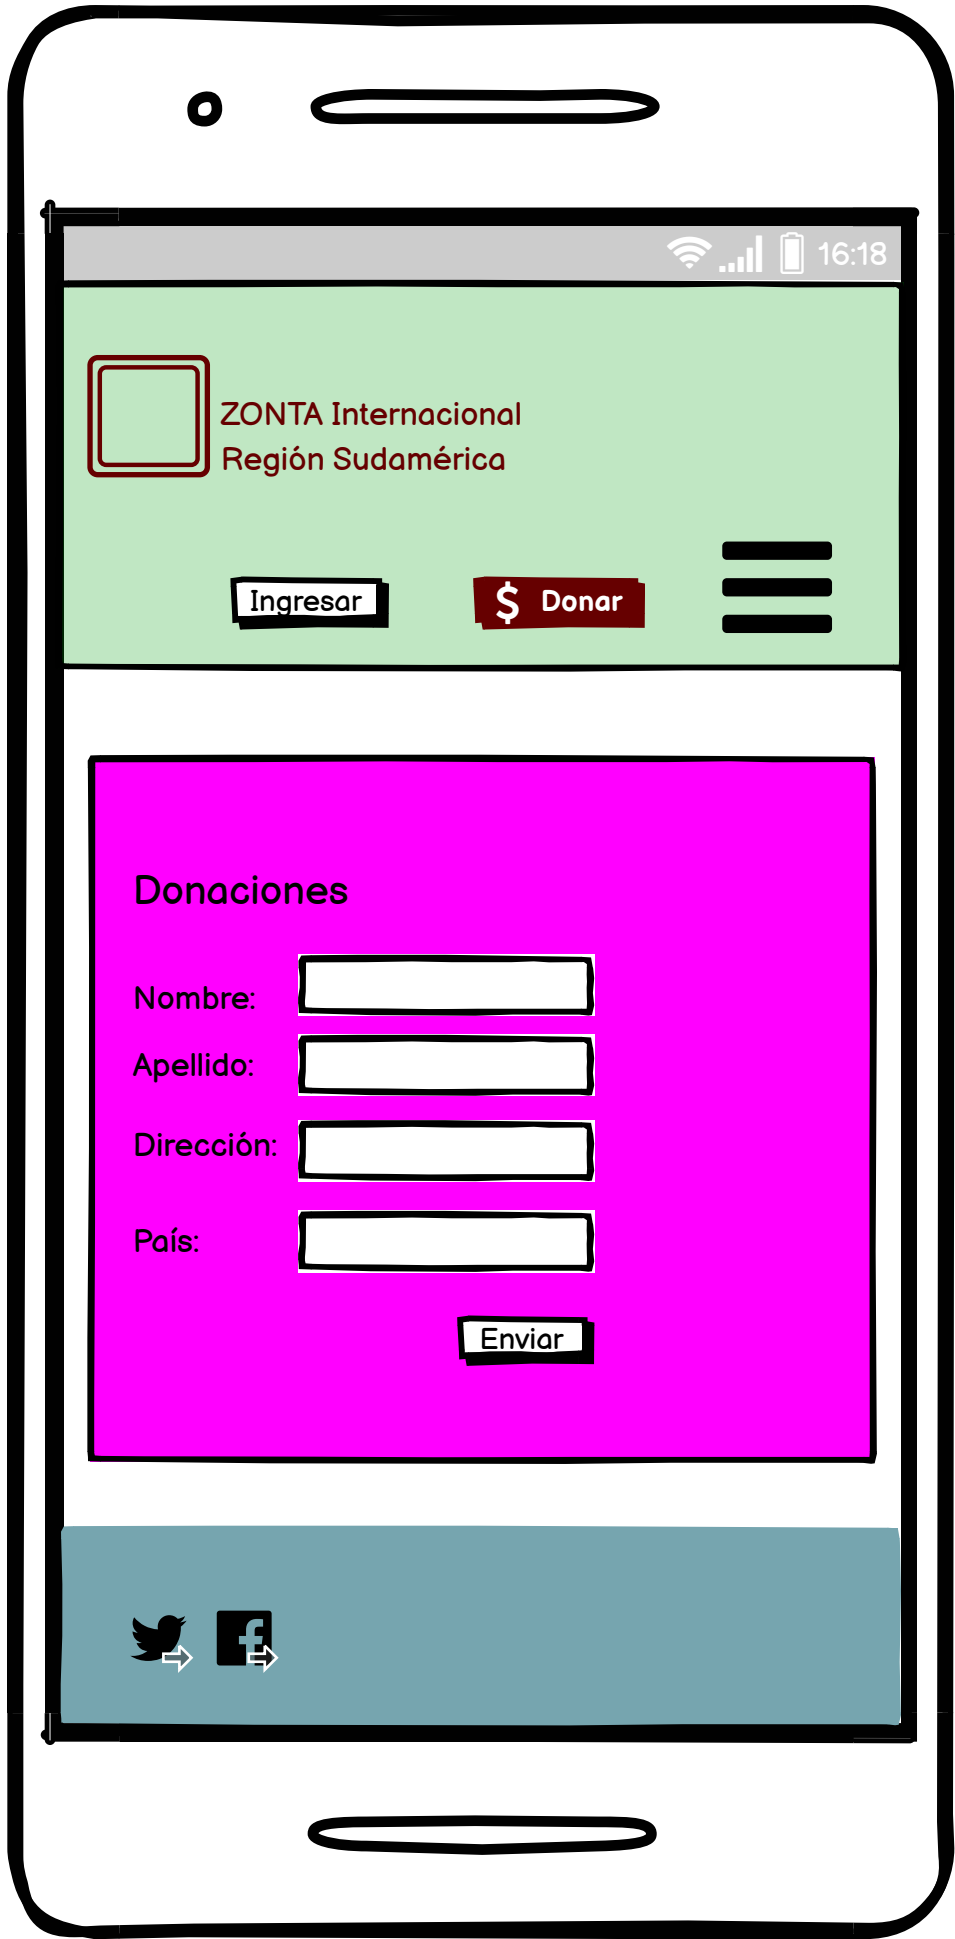 16:18
ZONTA Internacional
Región Sudamérica
Ingresar
$ Donar
Donaciones
Nombre:
Apellido:
Dirección:
País:
Enviar